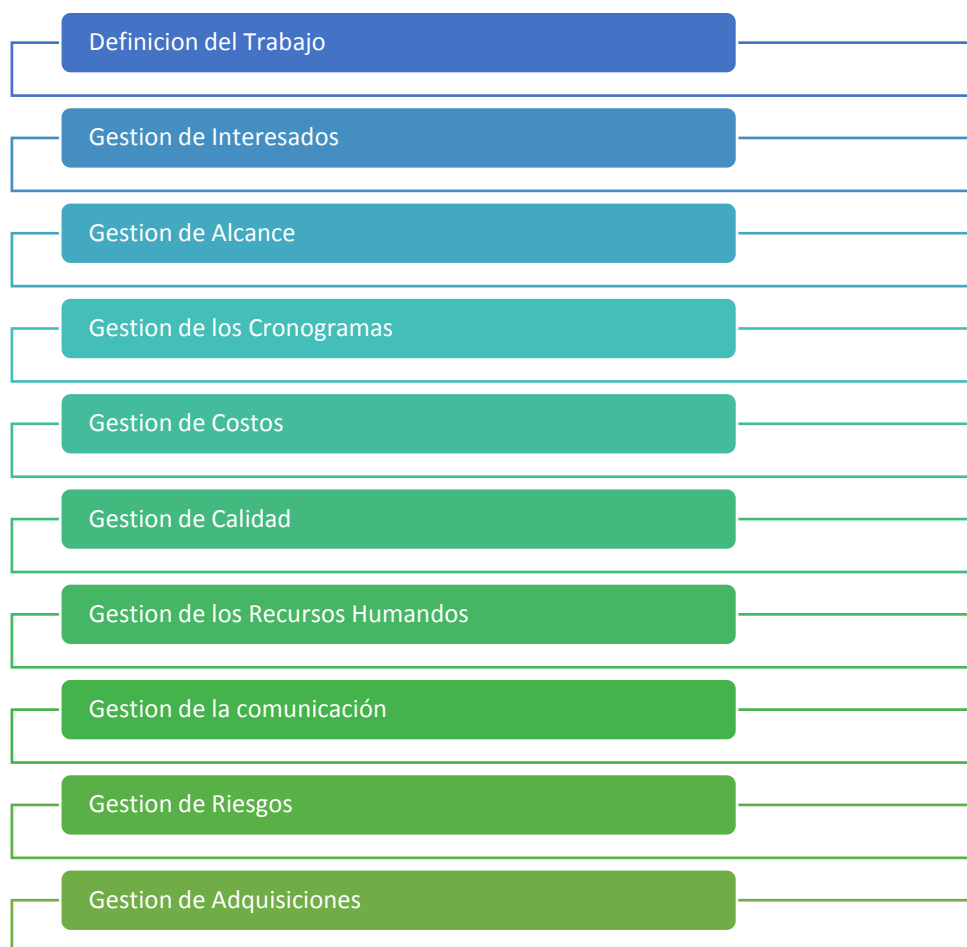 Definicion del Trabajo
Gestion de Interesados
Gestion de Alcance
Gestion de los Cronogramas
Gestion de Costos
Gestion de Calidad
Gestion de los Recursos Humandos
Gestion de la comunicación
Gestion de Riesgos
Gestion de Adquisiciones